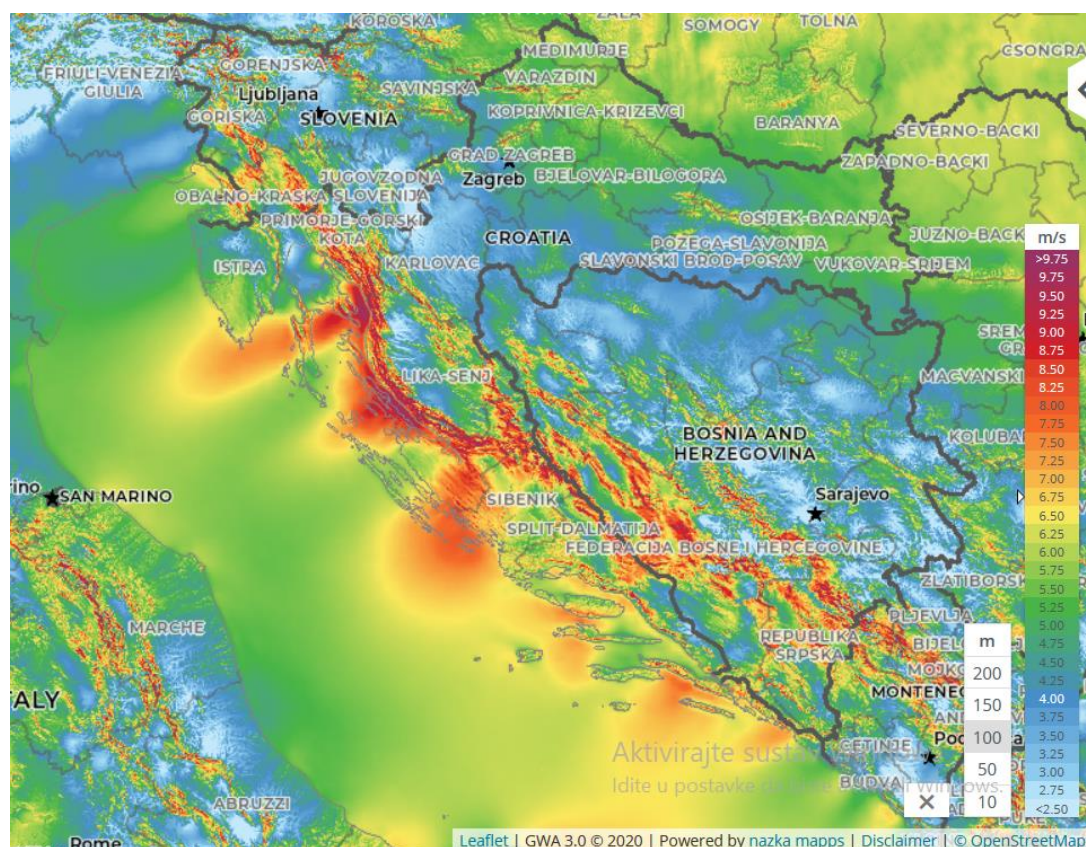 KOROSKA
ZALA
SOMOGY
TOLNA
MEDIMURJE
CSONGRA
GORENJSKA
FRIULI-VENEZIA
GIULIA
SAVINJSKA
VARAZDIN
Ljubljana
KOPRIVNICA-KRIZEVCI
GORISKA
SLOVENIA
BARANYA
SEVERNO-BACKI
GRAD ZAGREB
ZAPADNO-BACKI
JUGOVZODNA
SLOVENIJA
Zagreb
BJELOVAR-BILOGORA
OBALNO-KRASKA
PRIMORJE-GORSKI
KOTA
OSIJEK-BARANJA
CROATIA
POZEGA-SLAVONIJA
JUZNO-BACK
ISTRA
KARLOVAC
SLAVONSKI BROD-POSAV
VUKOVAR-SRIJEM
SREM
GR
MACVANSKI
LIKA-SENJ
BOSNIA AND
HERZEGOVINA
KOLUBAR
SAN MARINO
SIBENIK
Sarajevo
SPLIT-DALMATIJA
FEDERACIJA BOSNE I HERCEGOVINE
ZLATIBORSK
PLJEVLJA
MARCHE
REPUBLIKA
SRPSKA
BIJELO
MOJKO
ITALY
MONTENEG
AND
Pod
CETINJE
BUDVA
ABRUZZI
Rome
Aktivirajte sust
Idite u postavke
Windows.
m/s
>9.75
9.75
9.50
9.25
9.00
8.75
8.50
8.25
8.00
7.75
7.50
7.25
7.00
6.75
6.50
6.25
6.00
5.75
5.50
5.25
5.00
4.75
4.50
4.25
4.00
3.75
3.50
3.25
3.00
2.75
<2.50
m
200
150
100
50
10
Leaflet | GWA 3.0 © 2020 | Powered by nazka mapps | Disclaimer | © OpenStreetMap